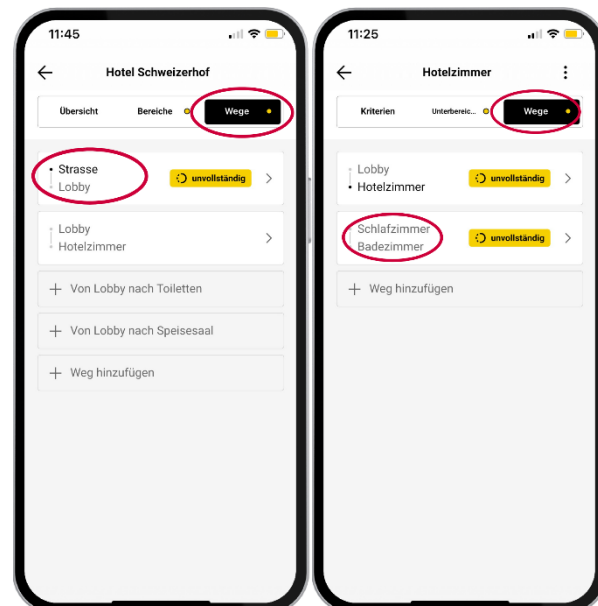 11:45
Hotel Schweizerhof
Übersicht Bereiche Wege
Strasse
Lobby
unvollständig
Lobby
Hotelzimmer
+ Von Lobby nach Toiletten
+ Von Lobby nach Speisesaal
+ Weg hinzufügen
11:25
Hotelzimmer
Kriterien Unterbereic... Wege
Lobby
Hotelzimmer
unvollständig
Schlafzimmer
Badezimmer
unvollständig
+ Weg hinzufügen